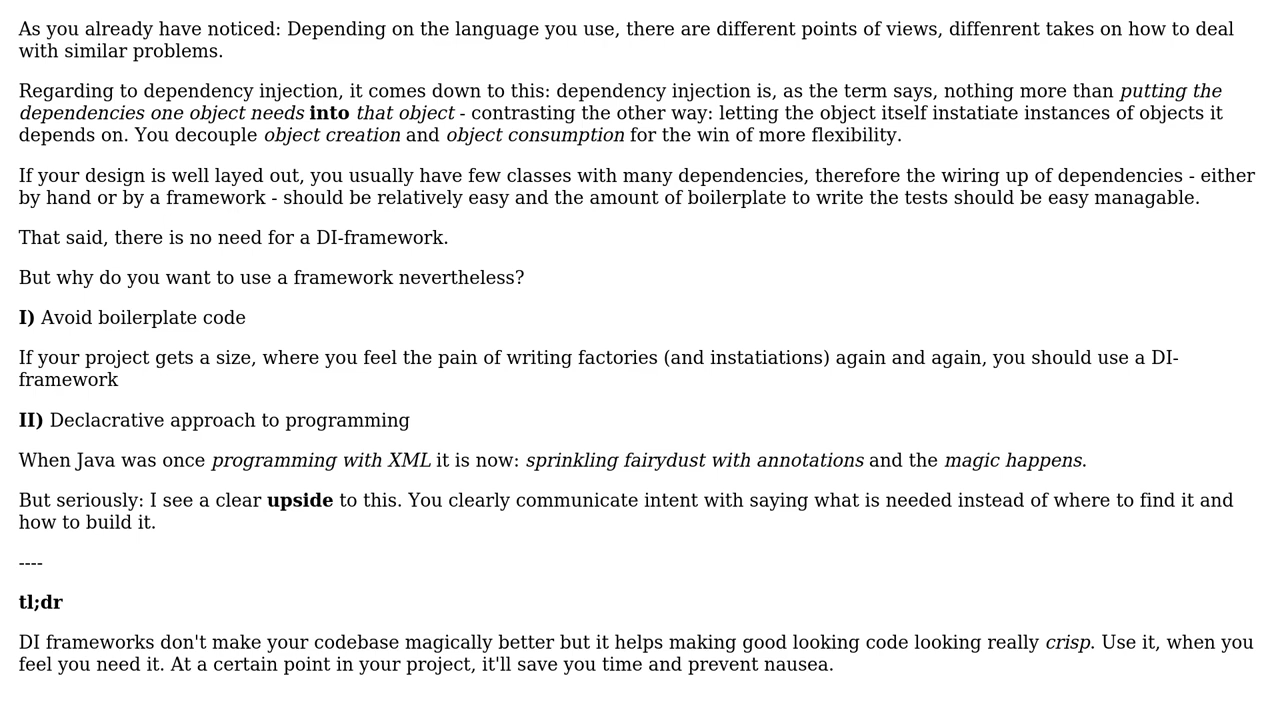 As you already have noticed: Depending on the language you use, there are different points of views, diffenrent takes on how to deal
with similar problems.
Regarding to dependency injection, it comes down to this: dependency injection is, as the term says, nothing more than putting the
dependencies one object needs into that object - contrasting the other way: letting the object itself instatiate instances of objects it
depends on. You decouple object creation and object consumption for the win of more flexibility.
If your design is well layed out, you usually have few classes with many dependencies, therefore the wiring up of dependencies - either
by hand or by a framework - should be relatively easy and the amount of boilerplate to write the tests should be easy managable.
That said, there is no need for a DI-framework.
But why do you want to use a framework nevertheless?
I) Avoid boilerplate code
If your project gets a size, where you feel the pain of writing factories (and instatiations) again and again, you should use a DI-
framework
II) Declacrative approach to programming
When Java was once programming with XML it is now: sprinkling fairydust with annotations and the magic happens.
But seriously: I see a clear upside to this. You clearly communicate intent with saying what is needed instead of where to find it and
how to build it.
----
tl;dr
DI frameworks don't make your codebase magically better but it helps making good looking code looking really crisp. Use it, when you
feel you need it. At a certain point in your project, it'll save you time and prevent nausea.